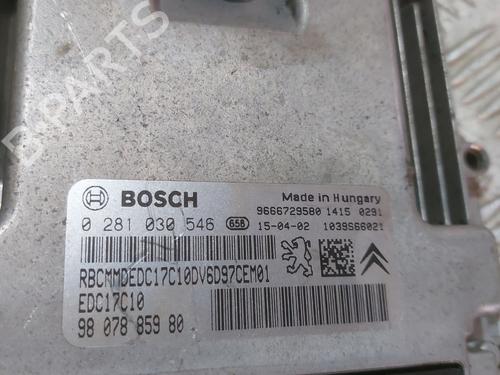 B PARTS
BOSCH
Made in Hungary
9666729580 1415 0291
0 281 030 546 658 15-04-02 1039S66021
RBCMMDEDC17C10DV6D97CEM01
EDC17C10
98 078 859 80